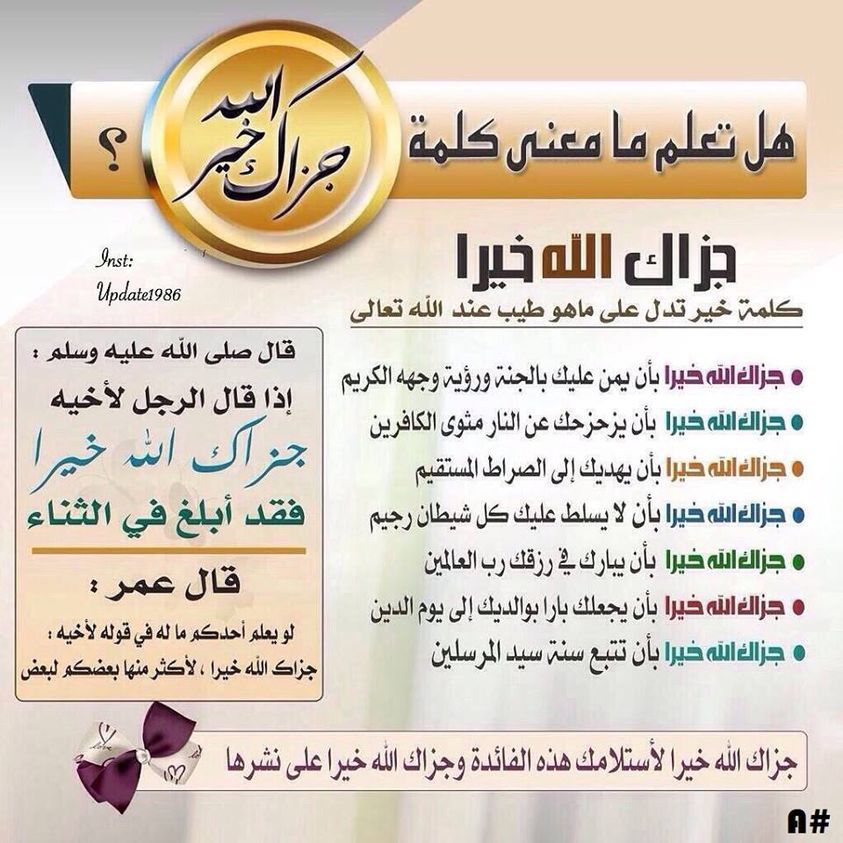 هل تعلم ما معنى كلمة
جزاك الله خير
؟
جزاك الله خيرا
كلمة خير تدل على ماهو طيب عند الله تعالى
• جزاك الله خيرا بأن يمن عليك بالجنة ورؤية وجهه الكريم
• جزاك الله خيرا بأن يزحزحك عن النار مثوى الكافرين
• جزاك الله خيرا بأن يهديك إلى الصراط المستقيم
• جزاك الله خيرا بأن لا يسلط عليك كل شيطان رجيم
• جزاك الله خيرا بأن يبارك في رزقك رب العالمين
• جزاك الله خيرا بأن يجعلك بارا بوالديك إلى يوم الدين
• جزاك الله خيرا بأن تتبع سنة سيد المرسلين
Inst:
Update1986
قال صلى الله عليه وسلم :
إذا قال الرجل لأخيه
جزاك الله خيرا
فقد أبلغ في الثناء
قال عمر :
لو يعلم أحدكم ما له في قوله لأخيه :
جزاك الله خيرا ، لأكثر منها بعضكم لبعض
جزاك الله خيرا لأستلامك هذه الفائدة وجزاك الله خيرا على نشرها
love
A#